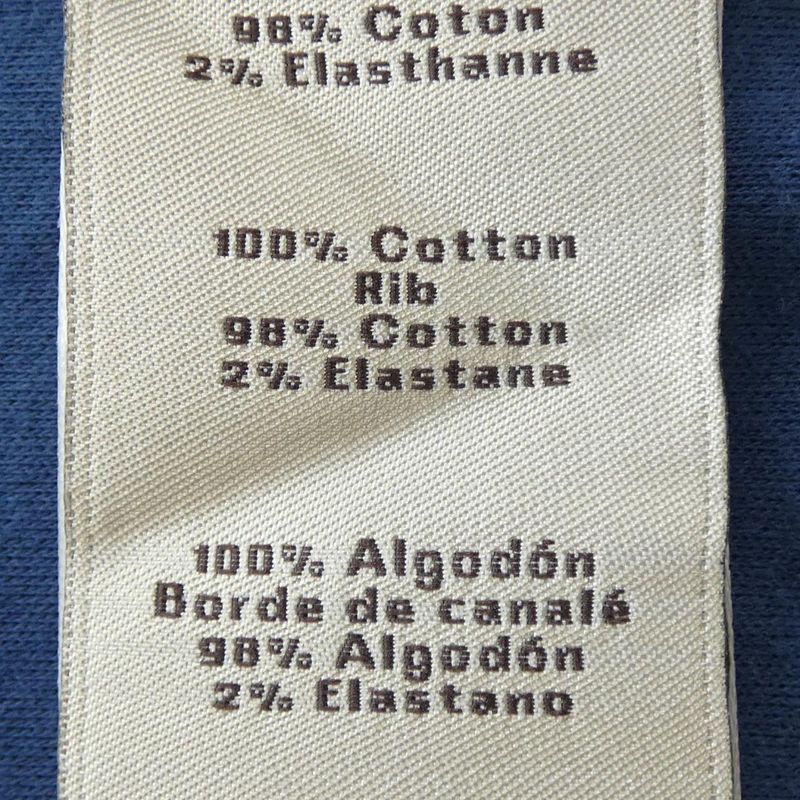 98% Coton
2% Elasthanne
100% Cotton
Rib
98% Cotton
2% Elastane
100% Algodón
Borde de canalé
98% Algodón
2% Elastano